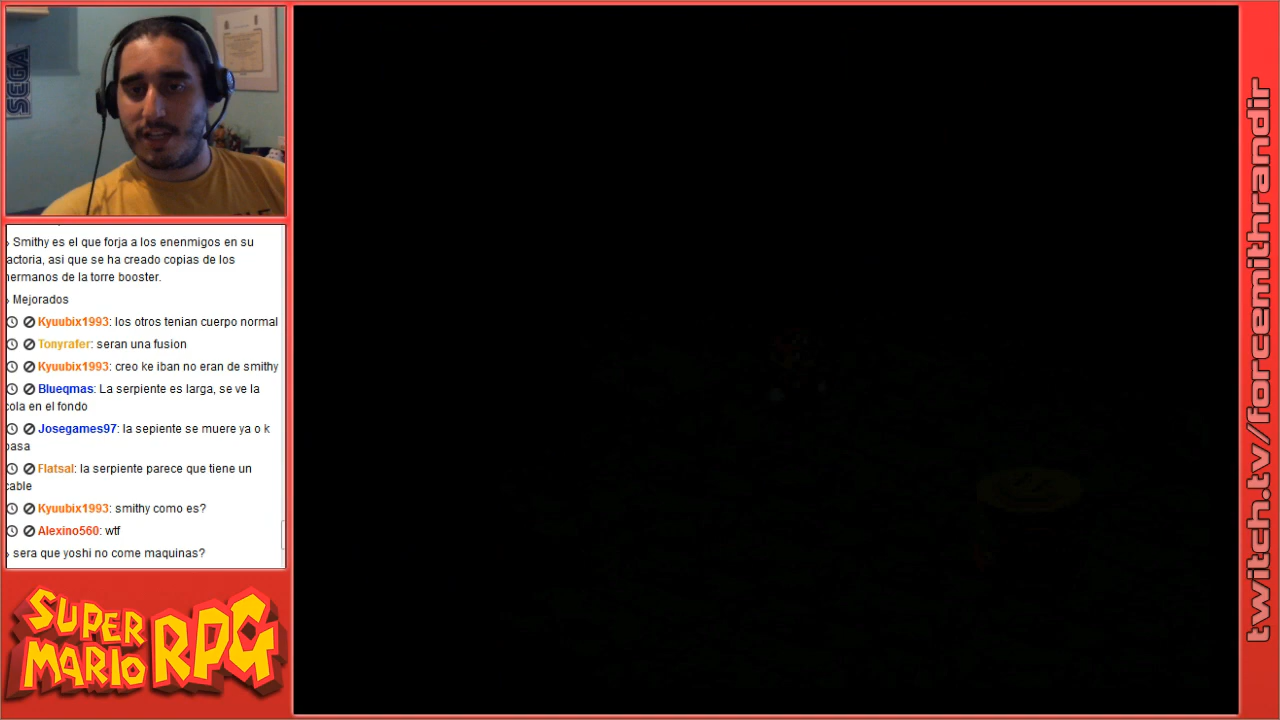 SEGA
Smithy es el que forja a los enenmigos en su
actoria, asi que se ha creado copias de los
hermanos de la torre booster.
Mejorados
Kyuubix1993: los otros tenian cuerpo normal
Tonyrafer: seran una fusion
Kyuubix1993: creo ke iban no eran de smithy
Blueqmas: La serpiente es larga, se ve la
cola en el fondo
Josegames97: la sepiente se muere ya o k
pasa
Flatsal: la serpiente parece que tiene un
cable
Kyuubix1993: smithy como es?
Alexino560: wtf
sera que yoshi no come maquinas?
SUPER
MARIO RPG
twitch.tv/forcemithrandir